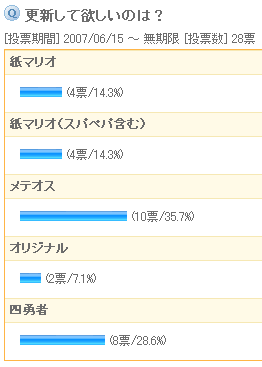 Q 更新して欲しいのは?
[投票期間] 2007/06/15 ~ 無期限 [投票数] 28票
紙マリオ
(4票/14.3%)
紙マリオ(スパペパ含む)
(4票/14.3%)
メテオス
(10票/35.7%)
オリジナル
(2票/7.1%)
四勇者
(8票/28.6%)